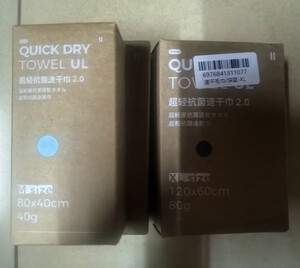 QUICK DRY
TOWEL UL
超轻抗菌速干巾 2.0
M size
80x40cm
40g
QUICK
TOWEL UL
6976841311077
超轻抗菌速干巾 2.0
XL size
120x60cm
80g